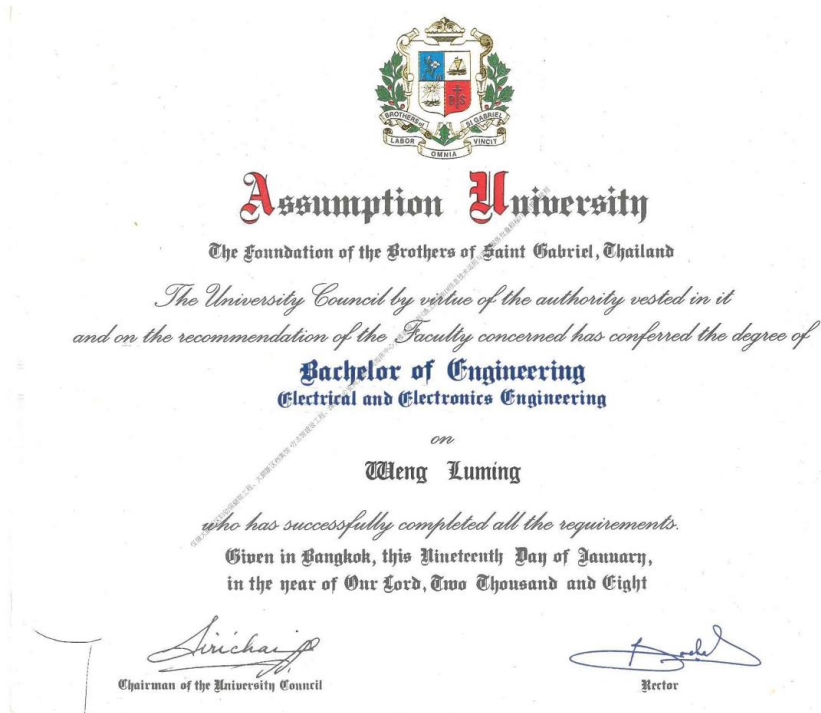 BROTHERS of ST GABRIEL
LABOR OMNIA VINCIT
Assumption University
The Foundation of the Brothers of Saint Gabriel, Thailand
The University Council by virtue of the authority vested in it
and on the recommendation of the Faculty concerned has conferred the degree of
Bachelor of Engineering
Electrical and Electronics Engineering
on
Weng Luming
who has successfully completed all the requirements.
Given in Bangkok, this Nineteenth Day of January,
in the year of Our Lord, Two Thousand and Eight
Sirichai
Chairman of the University Council
Rector